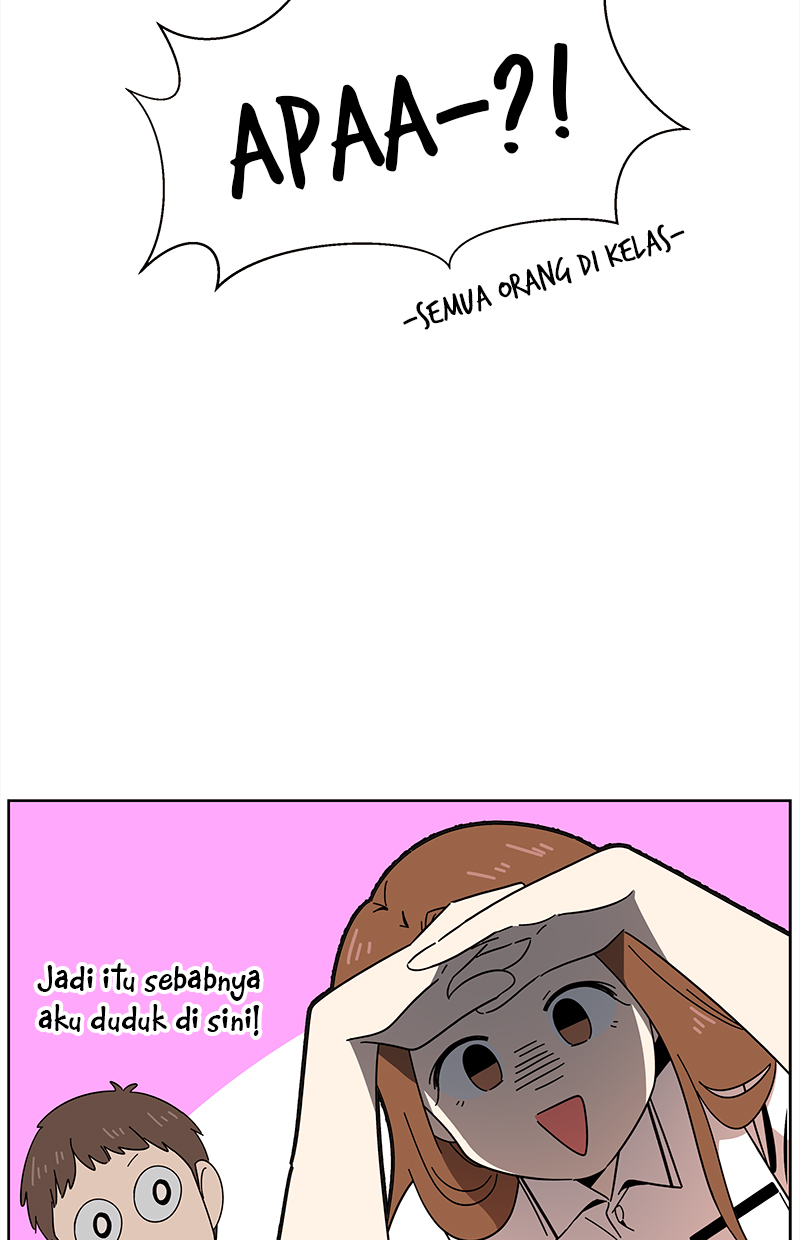 APAA-?!
-SEMUA ORANG DI KELAS-
Jadi itu sebabnya
aku duduk di sini!